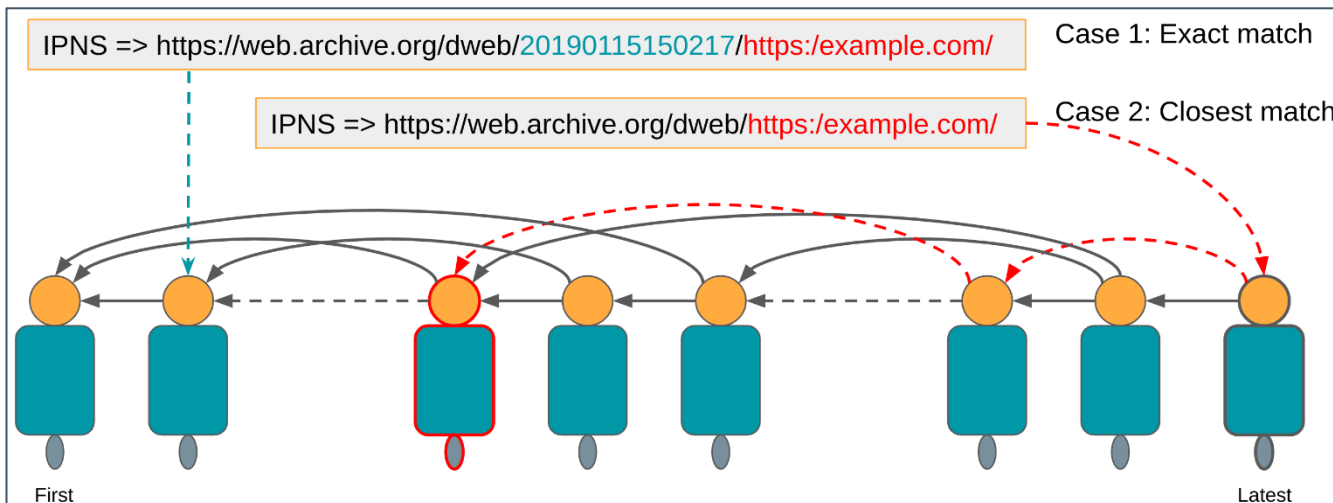 IPNS => https://web.archive.org/dweb/20190115150217/https:/example.com/
Case 1: Exact match
IPNS => https://web.archive.org/dweb/https:/example.com/
Case 2: Closest match
First
Latest